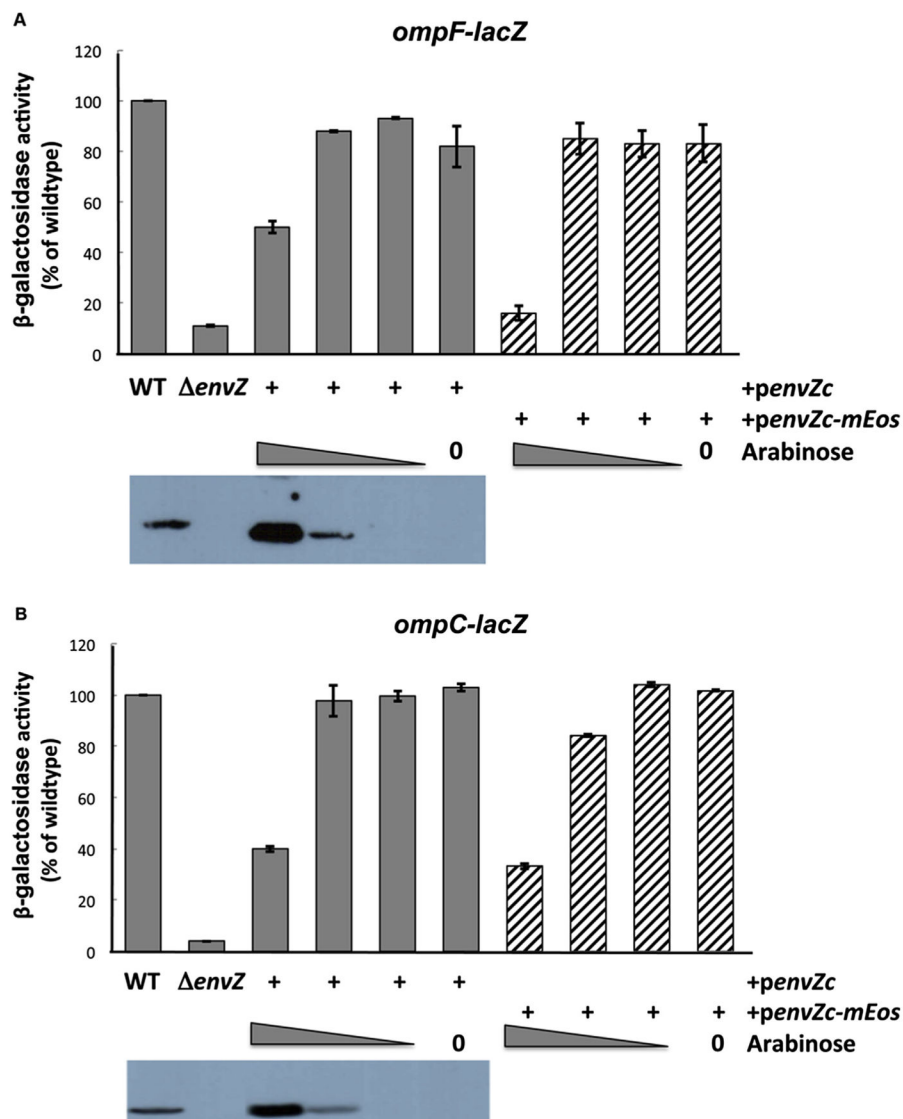 A
ompF-lacZ
β-galactosidase activity
(% of wildtype)
120
100
80
60
40
20
0
WT ΔenvZ + + + + +penvZc
+ + + + +penvZc-mEos
0 0 Arabinose
B
ompC-lacZ
β-galactosidase activity
(% of wildtype)
120
100
80
60
40
20
0
WT ΔenvZ + + + + +penvZc
+ + + + +penvZc-mEos
0 0 Arabinose